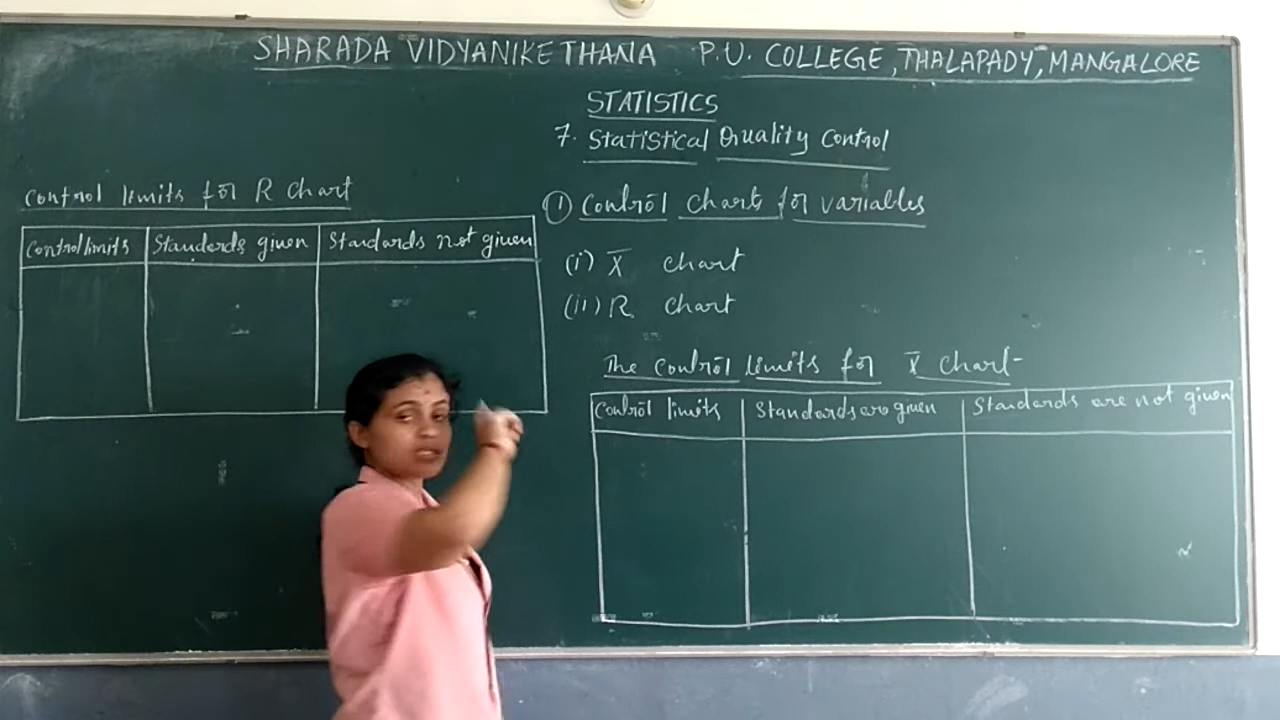 SHARADA VIDYANIKETHANA P.U. COLLEGE, THALAPADY, MANGALORE
STATISTICS
7. Statistical Quality Control
① Control charts for variables
(i) X̄ chart
(ii) R chart
The control limits for X̄ chart
Control limits Standards are given Standards are not given
Control limits for R chart
Control limits Standards given Standards not given